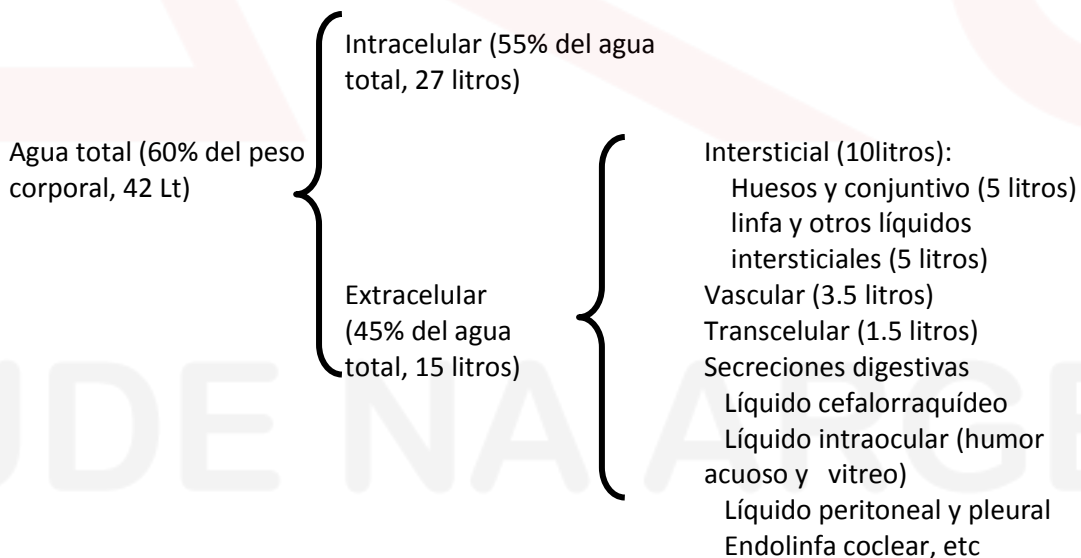 Intracelular (55% del agua
total, 27 litros)
Agua total (60% del peso
corporal, 42 Lt)
Extracelular
(45% del agua
total, 15 litros)
Intersticial (10litros):
Huesos y conjuntivo (5 litros)
linfa y otros líquidos
intersticiales (5 litros)
Vascular (3.5 litros)
Transcelular (1.5 litros)
Secreciones digestivas
Líquido cefalorraquídeo
Líquido intraocular (humor
acuoso y vitreo)
Líquido peritoneal y pleural
Endolinfa coclear, etc
UDE NA ARGE